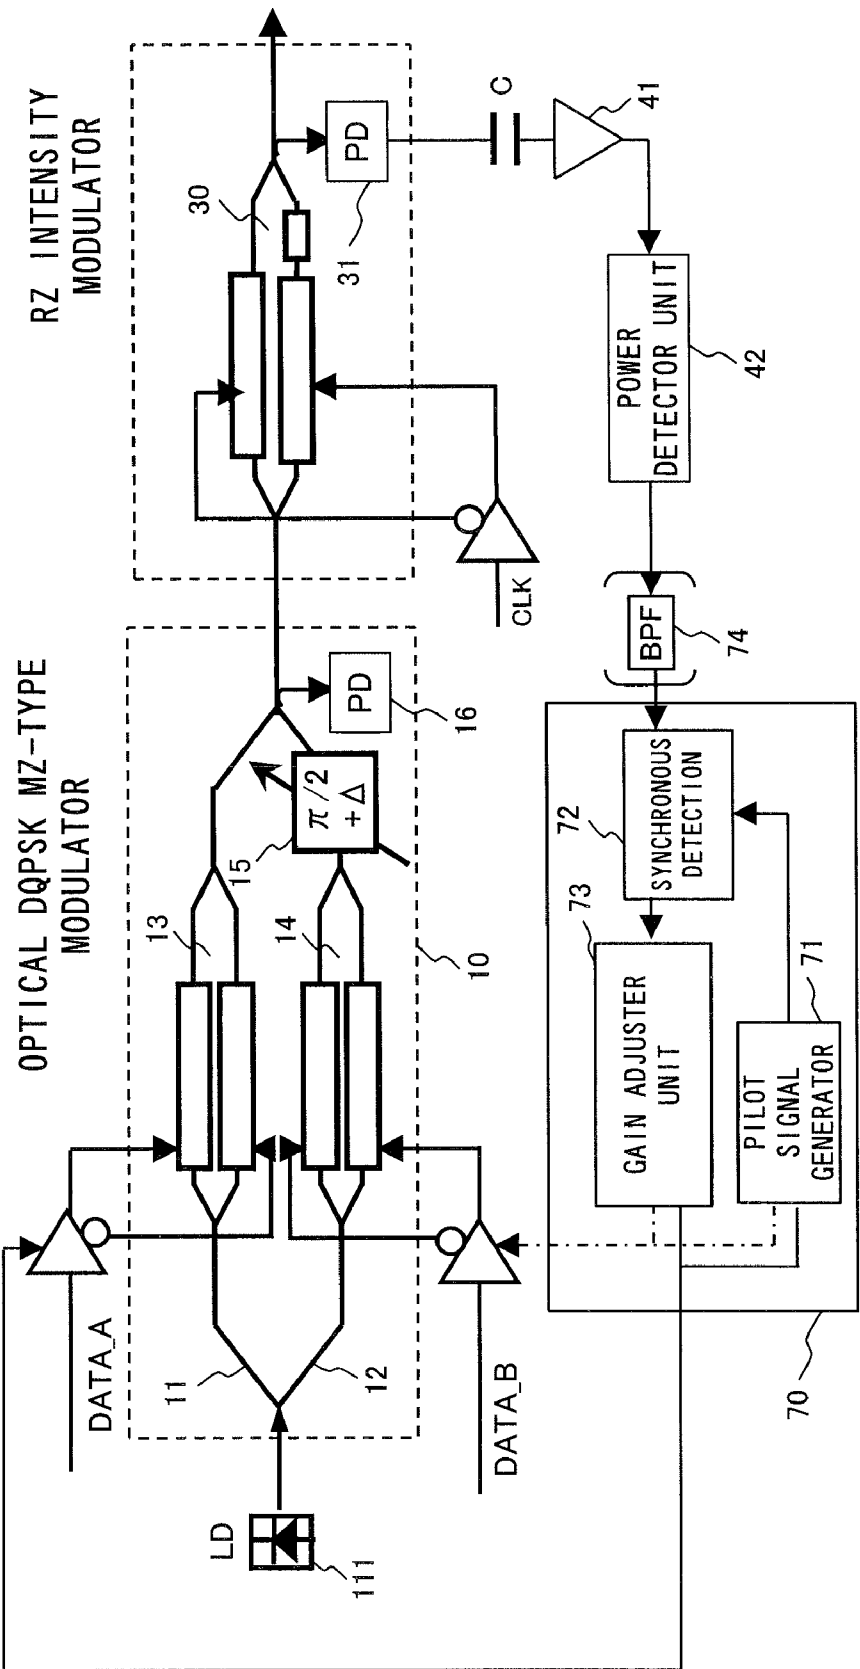 OPTICAL DQPSK MZ-TYPE
MODULATOR
RZ INTENSITY
MODULATOR
LD
111
DATA_A
DATA_B
11
12
13
14
15
π/2
+Δ
PD
16
10
CLK
30
PD
31
C
41
POWER
DETECTOR UNIT
42
BPF
74
SYNCHRONOUS
DETECTION
72
GAIN ADJUSTER
UNIT
73
PILOT
SIGNAL
GENERATOR
71
70